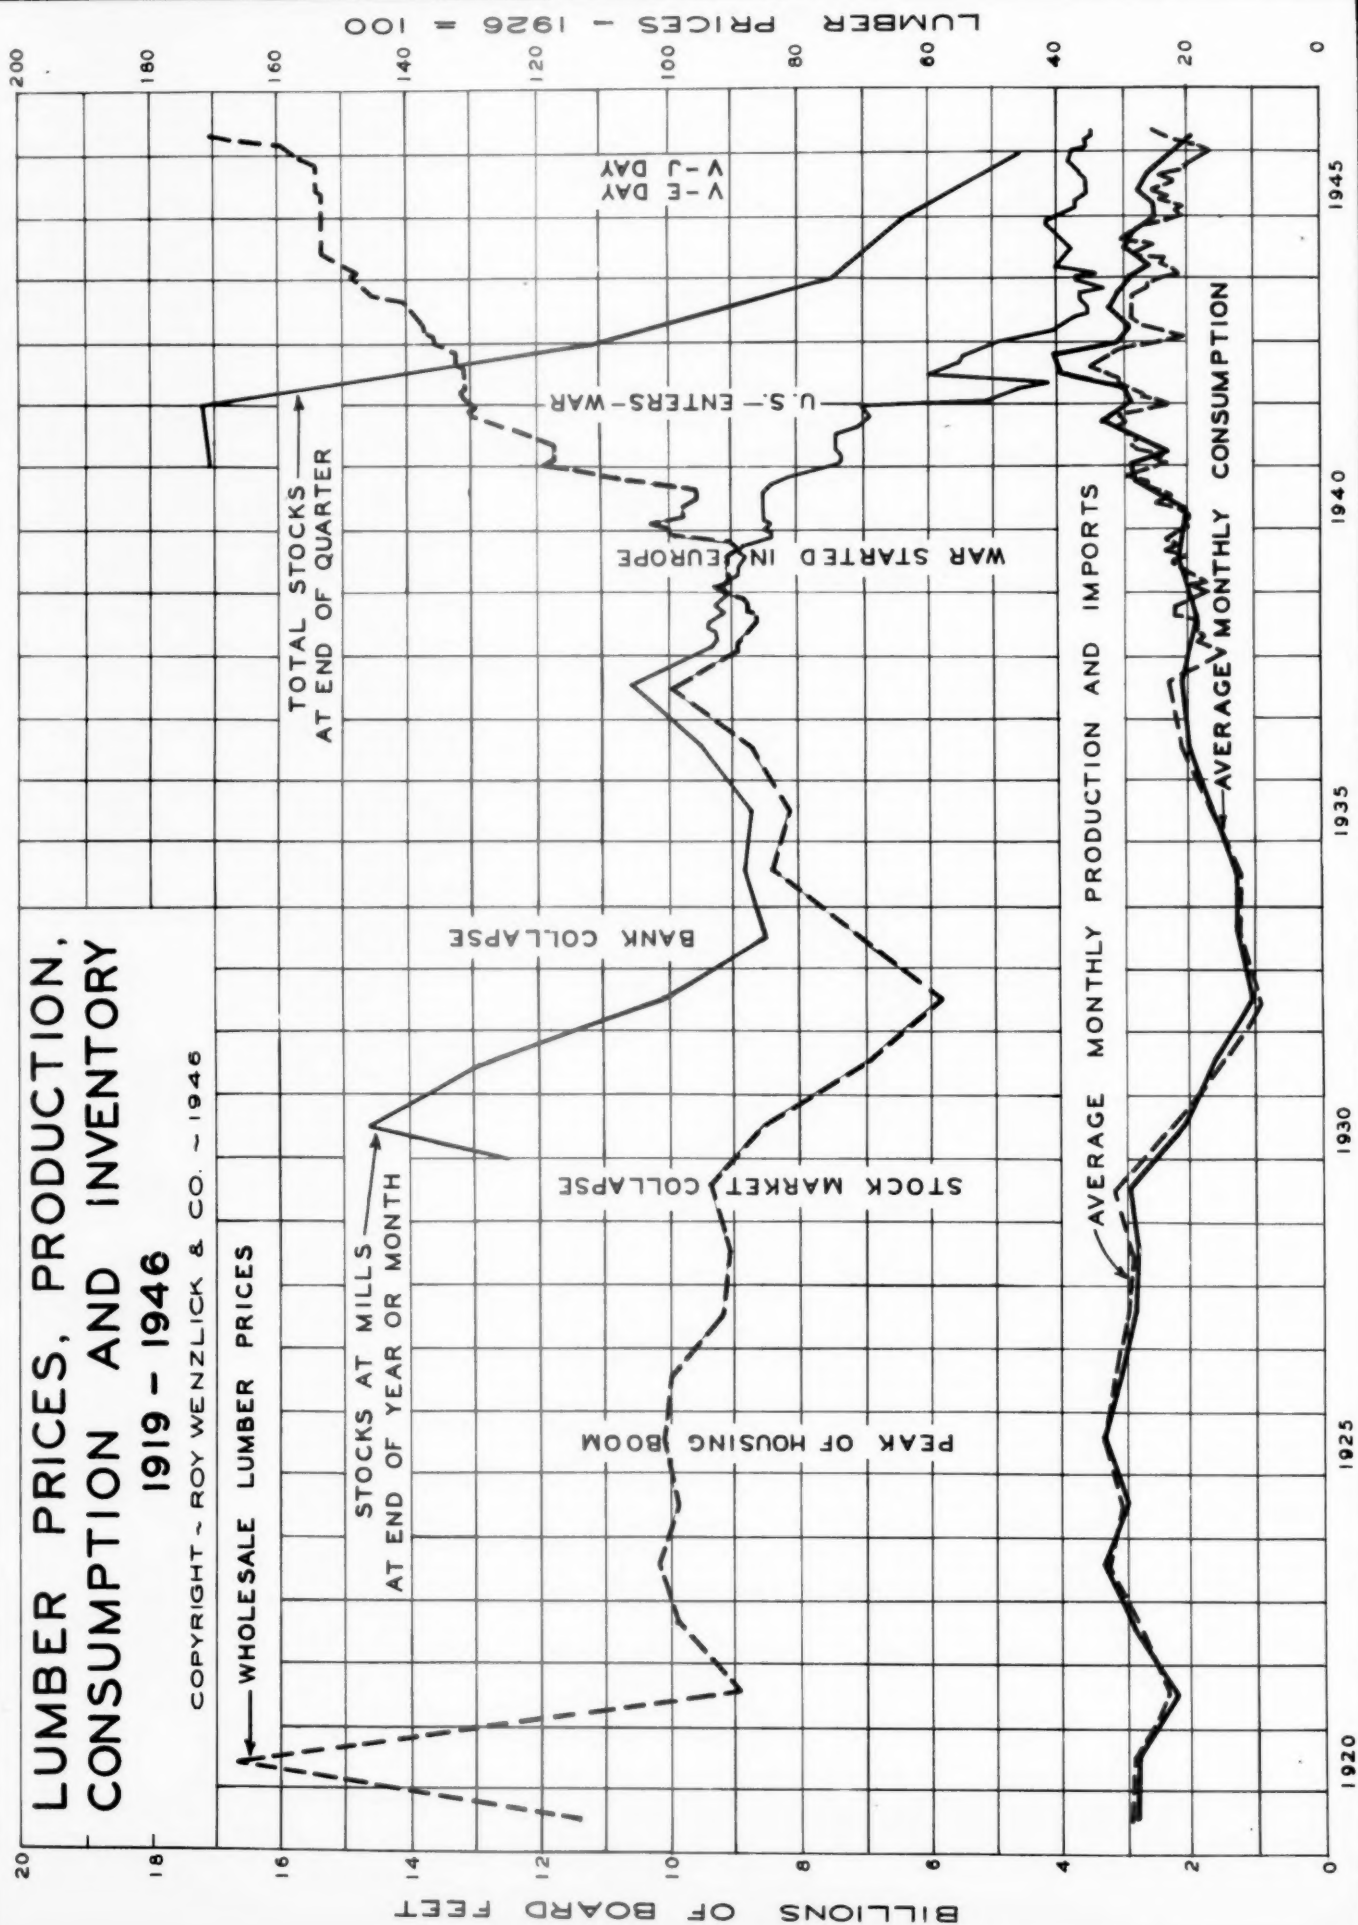 LUMBER PRICES, PRODUCTION,
CONSUMPTION AND INVENTORY
1919 – 1946
COPYRIGHT ~ ROY WENZLICK & CO. ~ 1946
WHOLESALE LUMBER PRICES
STOCKS AT MILLS
AT END OF YEAR OR MONTH
TOTAL STOCKS
AT END OF QUARTER
PEAK OF HOUSING BOOM
STOCK MARKET COLLAPSE
BANK COLLAPSE
WAR STARTED IN EUROPE
U.S. ENTERS WAR
V-E DAY
V-J DAY
AVERAGE MONTHLY PRODUCTION AND IMPORTS
AVERAGE MONTHLY CONSUMPTION
BILLIONS OF BOARD FEET
20
18
16
14
12
10
8
6
4
2
0
LUMBER PRICES – 1926 = 100
200
180
160
140
120
100
80
60
40
20
0
1920
1925
1930
1935
1940
1945